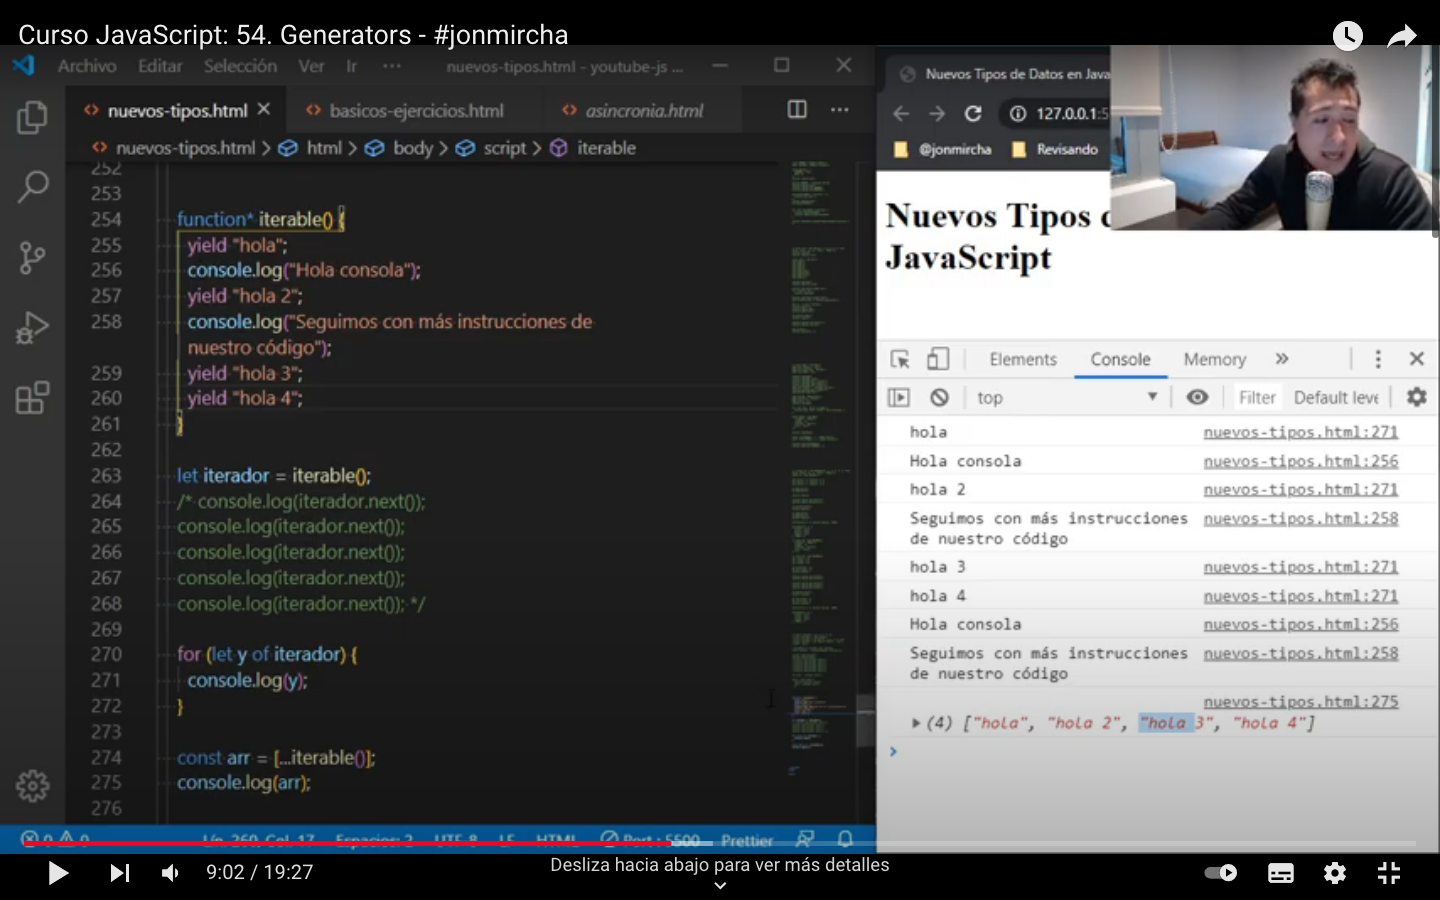 Curso JavaScript: 54. Generators - #jonmircha
Archivo Editar Selección Ver Ir ··· nuevos-tipos.html - youtube-js ...
nuevos-tipos.html basicos-ejercicios.html asincronia.html
nuevos-tipos.html > html > body > script > iterable
252
253
254 function* iterable() {
255 yield "hola";
256 console.log("Hola consola");
257 yield "hola 2";
258 console.log("Seguimos con más instrucciones de
nuestro código");
259 yield "hola 3";
260 yield "hola 4";
261 }
262
263 let iterador = iterable();
264 /* console.log(iterador.next());
265 console.log(iterador.next());
266 console.log(iterador.next());
267 console.log(iterador.next());
268 console.log(iterador.next()); */
269
270 for (let y of iterador) {
271 console.log(y);
272 }
273
274 const arr = [...iterable()];
275 console.log(arr);
276
0 0 Lín. 260, Col. 17 Espacios: 2 UTF-8 LF HTML Port : 5500 Prettier
Nuevos Tipos de Datos en Java
127.0.0.1:5
@jonmircha Revisando
Nuevos Tipos
JavaScript
Elements Console Memory »
top Filter Default leve
hola nuevos-tipos.html:271
Hola consola nuevos-tipos.html:256
hola 2 nuevos-tipos.html:271
Seguimos con más instrucciones nuevos-tipos.html:258
de nuestro código
hola 3 nuevos-tipos.html:271
hola 4 nuevos-tipos.html:271
Hola consola nuevos-tipos.html:256
Seguimos con más instrucciones nuevos-tipos.html:258
de nuestro código
nuevos-tipos.html:275
(4) ["hola", "hola 2", "hola 3", "hola 4"]
9:02 / 19:27
Desliza hacia abajo para ver más detalles